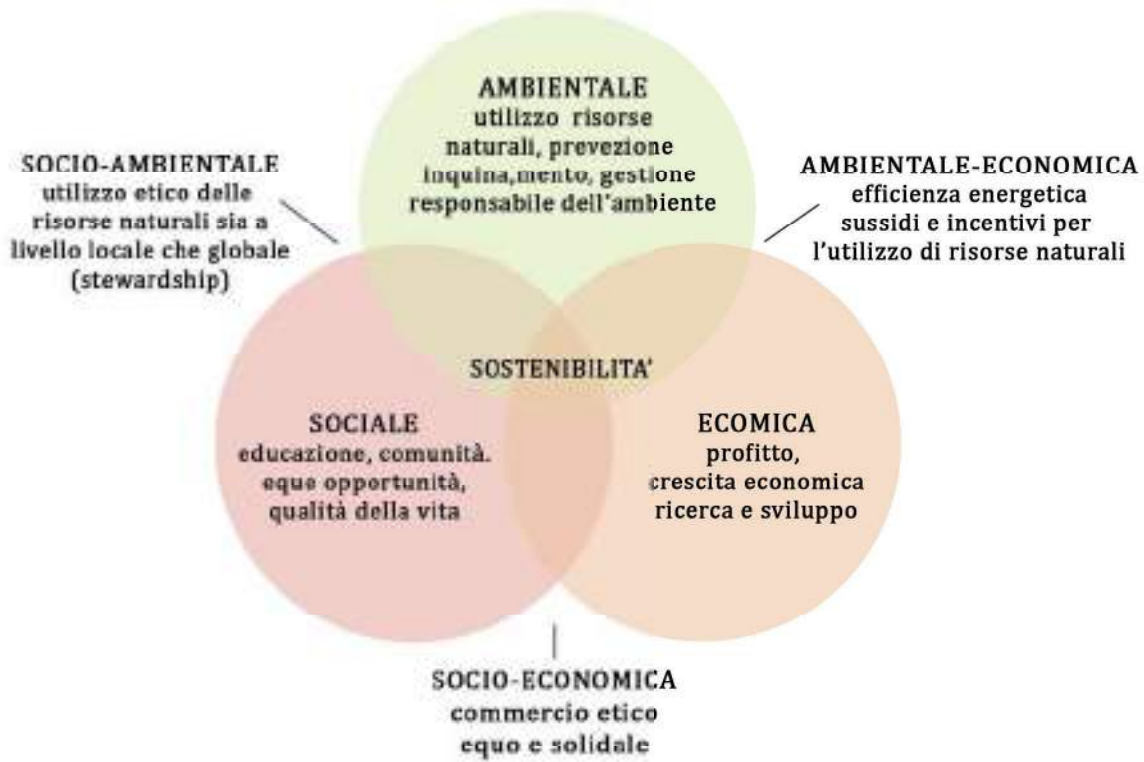 AMBIENTALE
utilizzo risorse
naturali, prevezione
inquina,mento, gestione
responsabile dell'ambiente
SOCIO-AMBIENTALE
utilizzo etico delle
risorse naturali sia a
livello locale che globale
(stewardship)
AMBIENTALE-ECONOMICA
efficienza energetica
sussidi e incentivi per
l'utilizzo di risorse naturali
SOSTENIBILITA'
SOCIALE
educazione, comunità.
eque opportunità,
qualità della vita
ECOMICA
profitto,
crescita economica
ricerca e sviluppo
SOCIO-ECONOMICA
commercio etico
equo e solidale